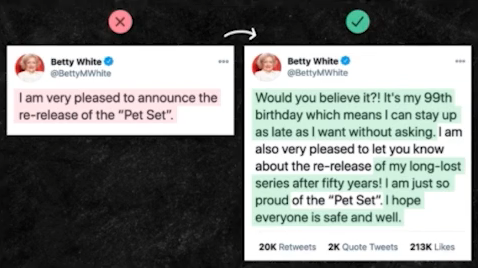 Betty White
@BettyMWhite
I am very pleased to announce the
re-release of the “Pet Set”.
Betty White
@BettyMWhite
Would you believe it?! It's my 99th
birthday which means I can stay up
as late as I want without asking. I am
also very pleased to let you know
about the re-release of my long-lost
series after fifty years! I am just so
proud of the “Pet Set”. I hope
everyone is safe and well.
20K Retweets 2K Quote Tweets 213K Likes